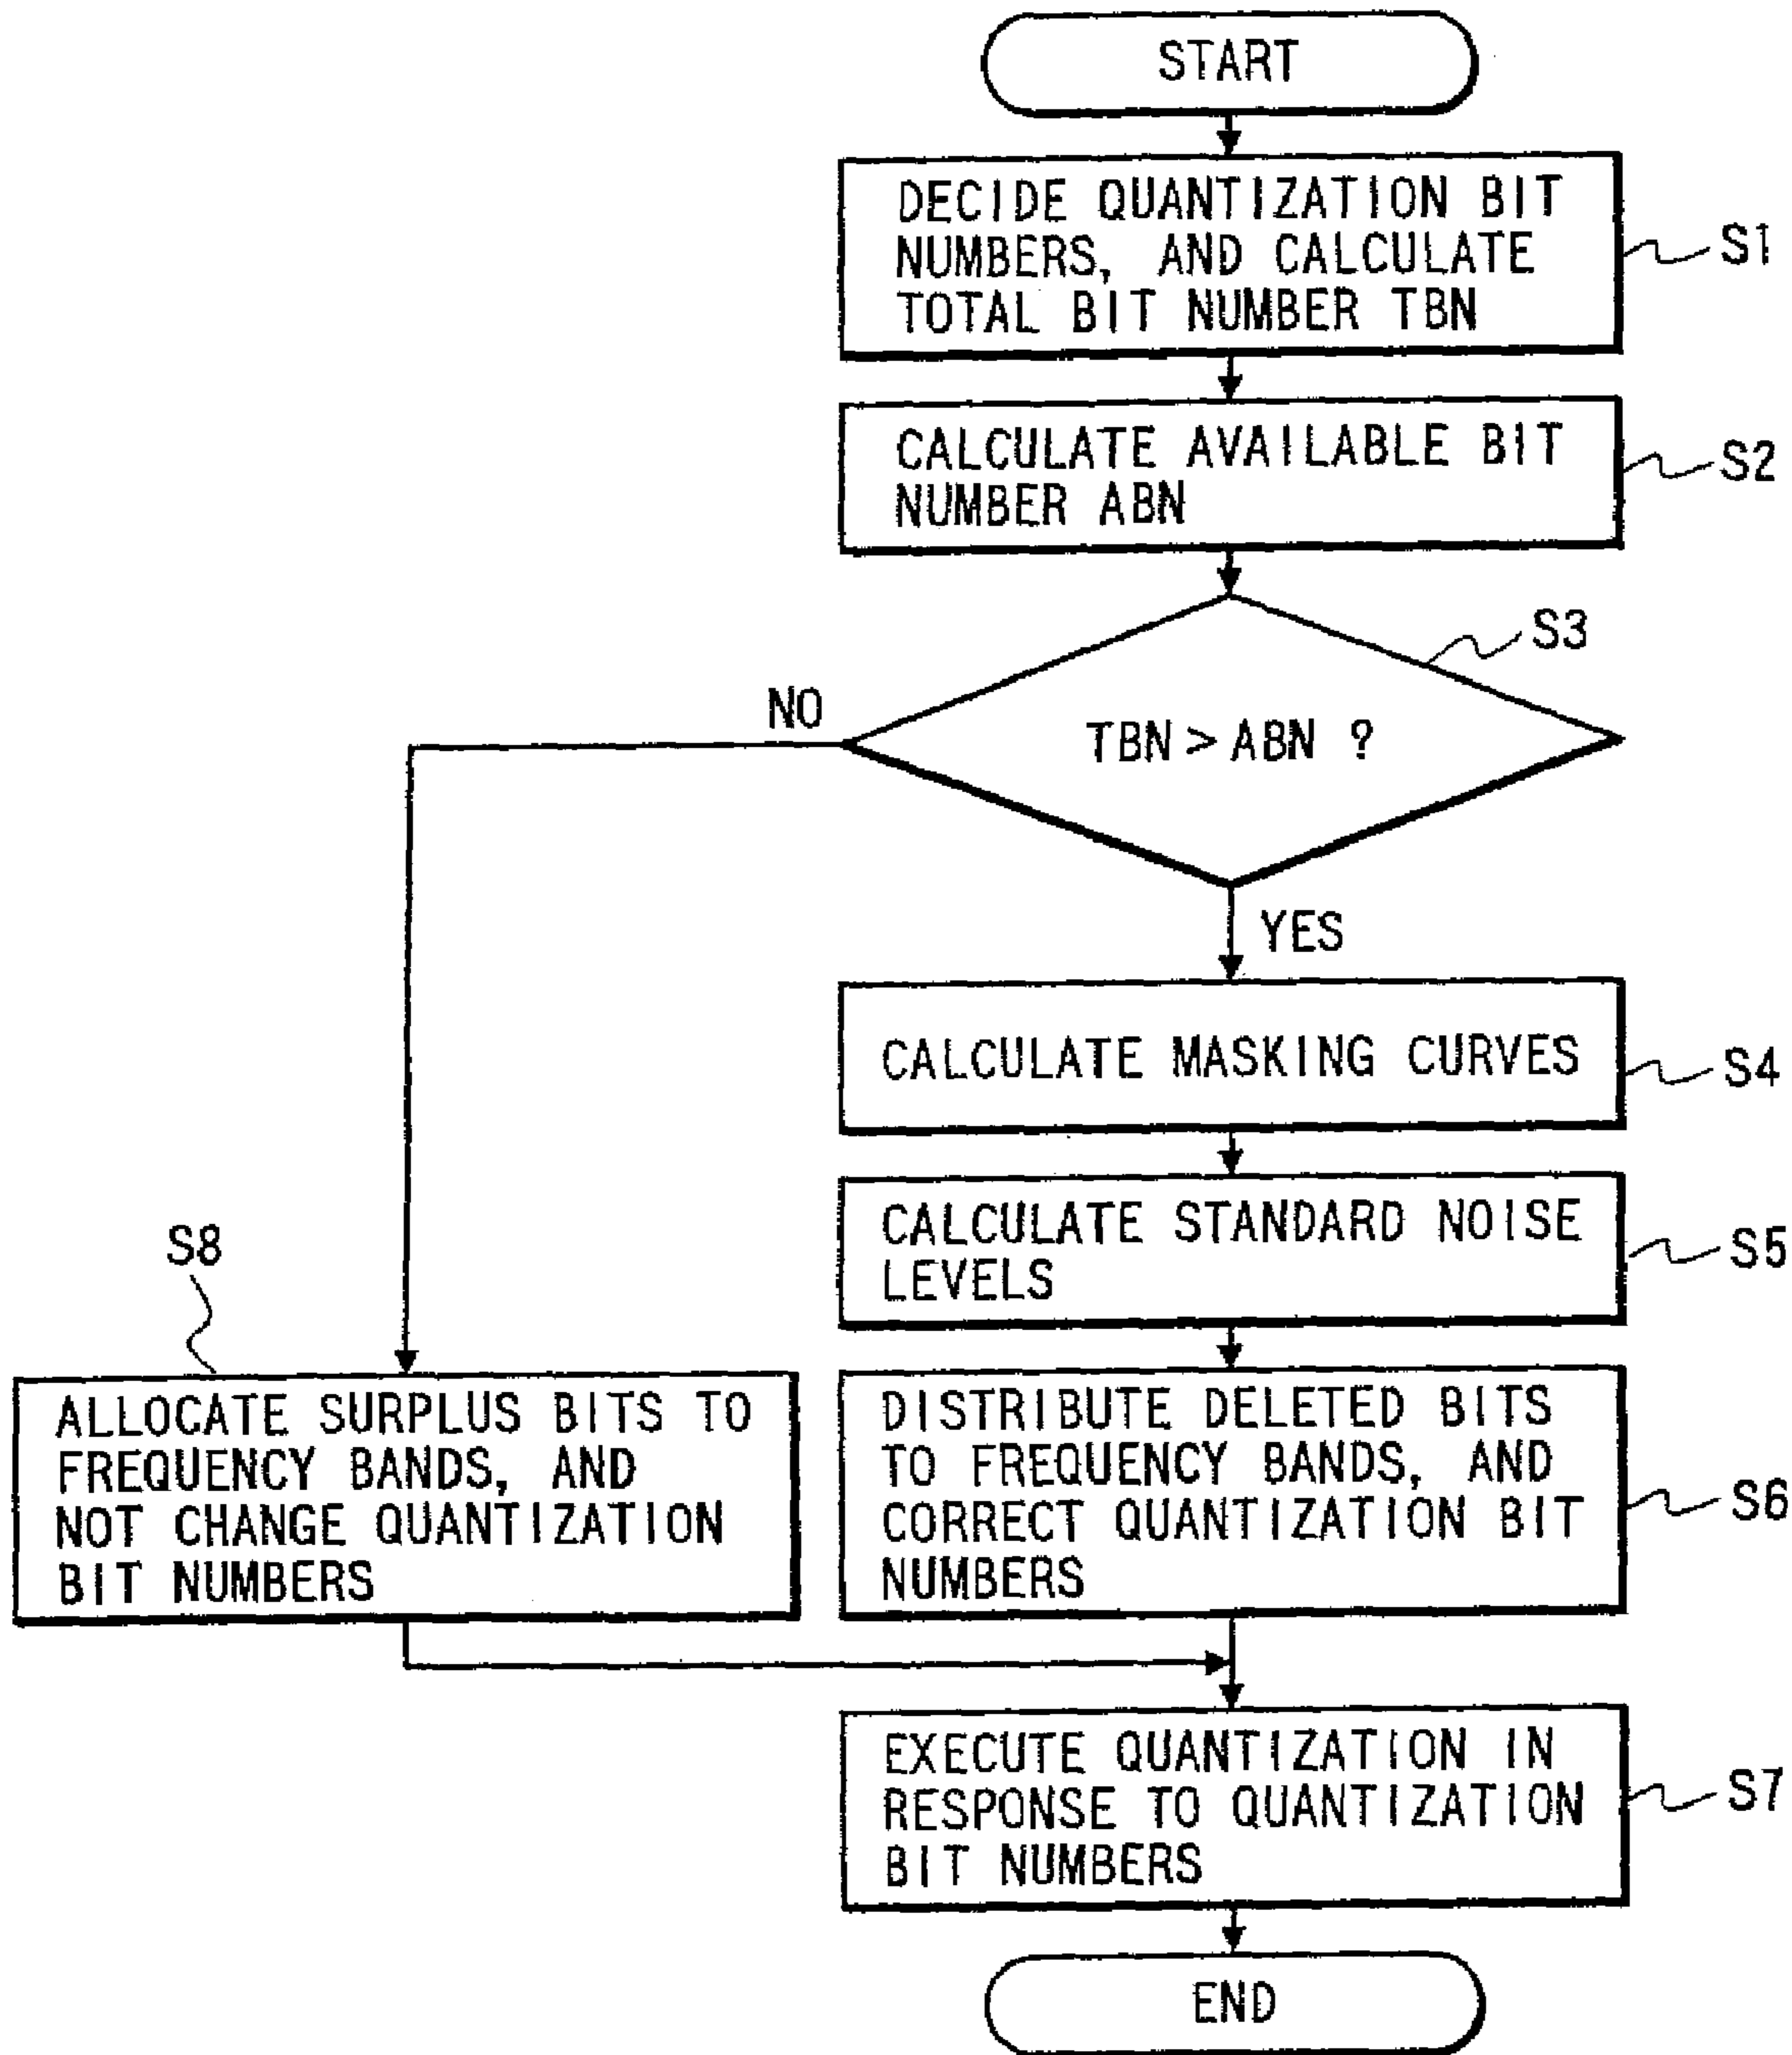 START
DECIDE QUANTIZATION BIT
NUMBERS, AND CALCULATE
TOTAL BIT NUMBER TBN
S1
CALCULATE AVAILABLE BIT
NUMBER ABN
S2
S3
TBN > ABN ?
NO
YES
CALCULATE MASKING CURVES
S4
CALCULATE STANDARD NOISE
LEVELS
S5
S8
ALLOCATE SURPLUS BITS TO
FREQUENCY BANDS, AND
NOT CHANGE QUANTIZATION
BIT NUMBERS
DISTRIBUTE DELETED BITS
TO FREQUENCY BANDS, AND
CORRECT QUANTIZATION BIT
NUMBERS
S6
EXECUTE QUANTIZATION IN
RESPONSE TO QUANTIZATION
BIT NUMBERS
S7
END